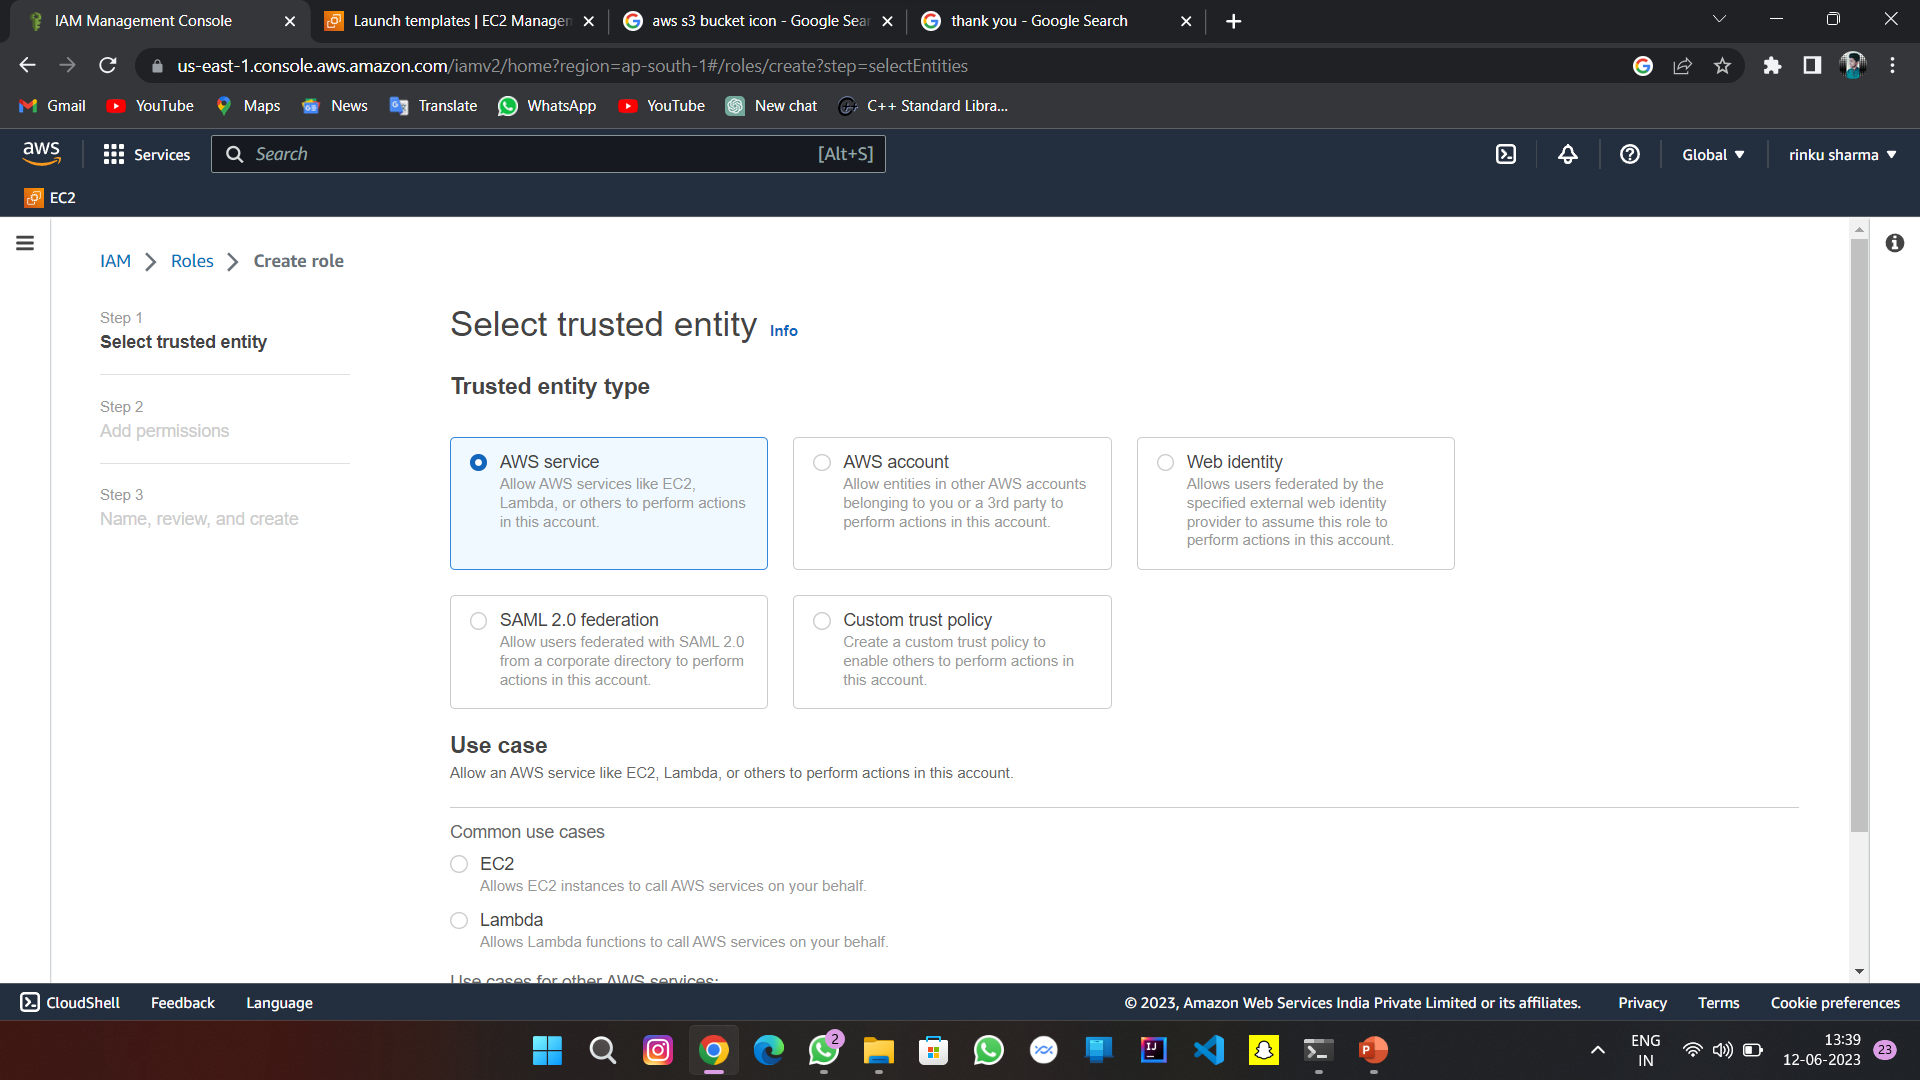 IAM Management Console
Launch templates | EC2 Managem
aws s3 bucket icon - Google Sear
thank you - Google Search
us-east-1.console.aws.amazon.com/iamv2/home?region=ap-south-1#/roles/create?step=selectEntities
Gmail YouTube Maps News Translate WhatsApp YouTube New chat C++ Standard Libra...
aws Services Search [Alt+S] Global rinku sharma
EC2
IAM Roles Create role
Step 1
Select trusted entity
Step 2
Add permissions
Step 3
Name, review, and create
Select trusted entity Info
Trusted entity type
AWS service
Allow AWS services like EC2,
Lambda, or others to perform actions
in this account.
AWS account
Allow entities in other AWS accounts
belonging to you or a 3rd party to
perform actions in this account.
Web identity
Allows users federated by the
specified external web identity
provider to assume this role to
perform actions in this account.
SAML 2.0 federation
Allow users federated with SAML 2.0
from a corporate directory to perform
actions in this account.
Custom trust policy
Create a custom trust policy to
enable others to perform actions in
this account.
Use case
Allow an AWS service like EC2, Lambda, or others to perform actions in this account.
Common use cases
EC2
Allows EC2 instances to call AWS services on your behalf.
Lambda
Allows Lambda functions to call AWS services on your behalf.
Use cases for other AWS services:
CloudShell Feedback Language © 2023, Amazon Web Services India Private Limited or its affiliates. Privacy Terms Cookie preferences
2
IJ
P
ENG
IN
13:39
12-06-2023
23